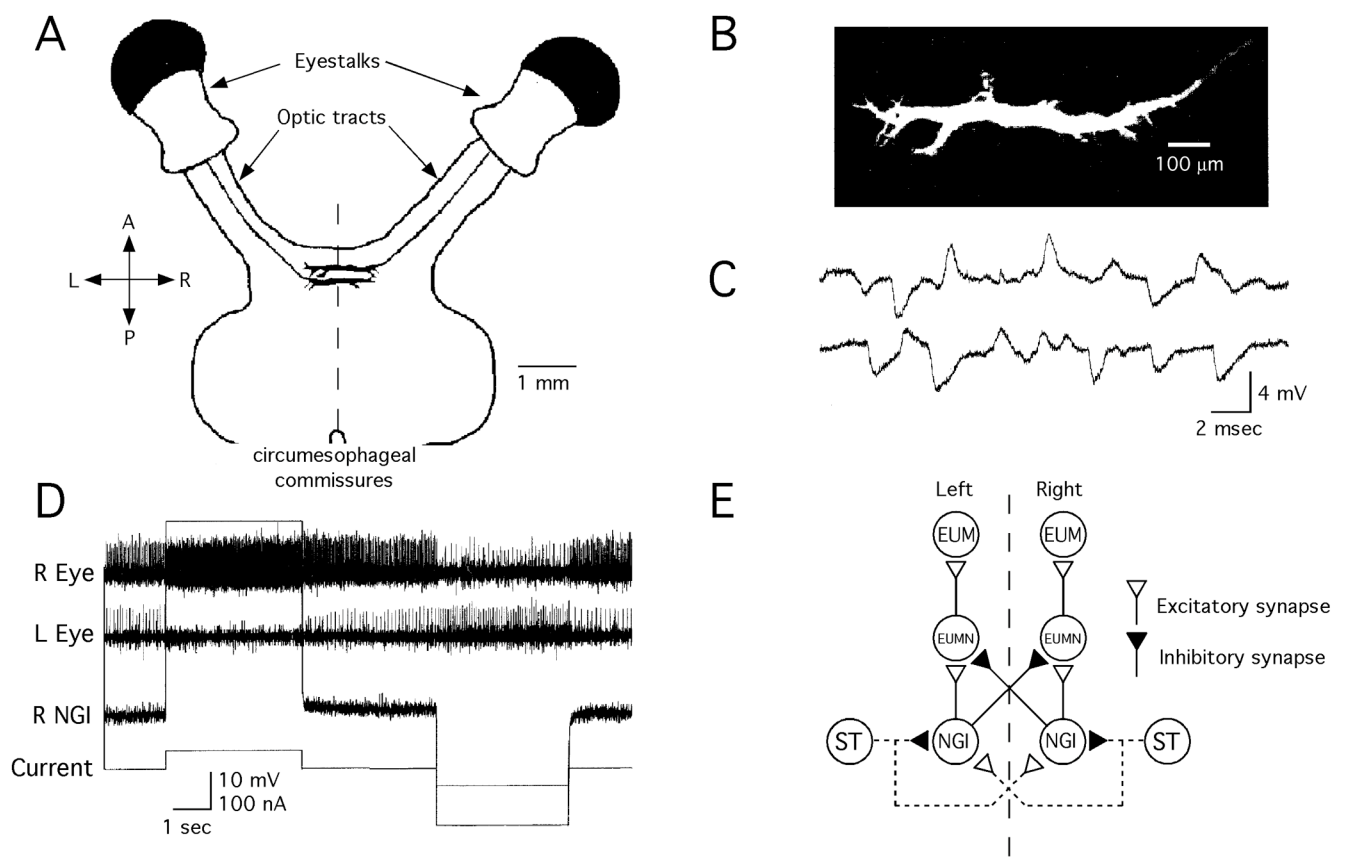 A
Eyestalks
Optic tracts
A
L
R
P
1 mm
circumesophageal
commissures
B
100 µm
C
4 mV
2 msec
D
R Eye
L Eye
R NGI
Current
10 mV
100 nA
1 sec
E
Left
Right
EUM
EUM
EUMN
EUMN
Excitatory synapse
Inhibitory synapse
ST
NGI
NGI
ST